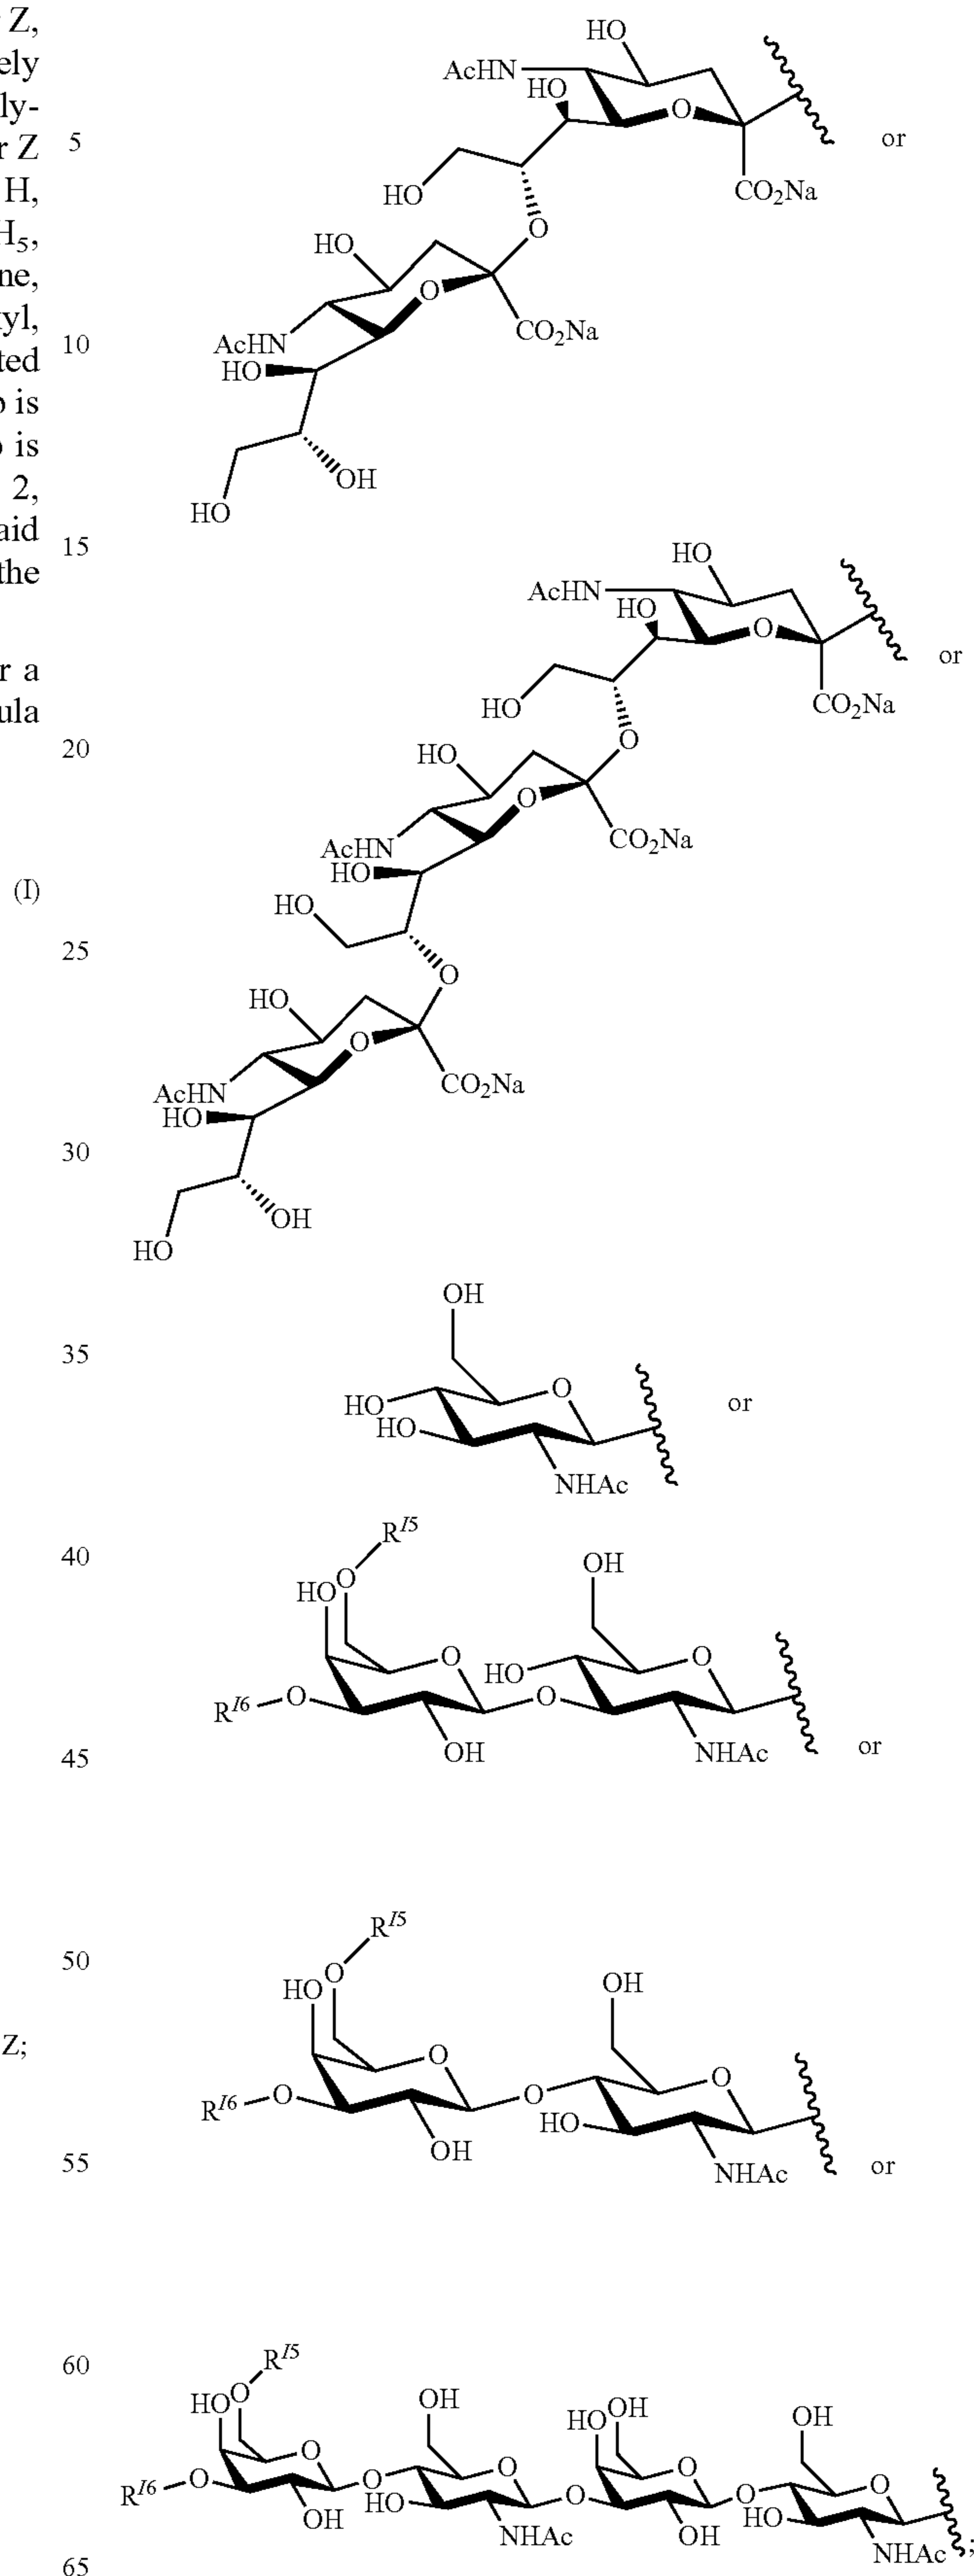 Z,
ely
ly-
r Z
H,
H5,
ne,
xyl,
ted
p is
p is
2,
aid
the
r a
ula
(I)
Z;
HO
AcHN
HO
O
5
or
HO
CO2Na
O
HO
O
AcHN
CO2Na
10
HO
OH
HO
15
HO
AcHN
HO
O
or
HO
CO2Na
O
20
HO
O
AcHN
CO2Na
HO
HO
25
O
HO
O
AcHN
CO2Na
HO
30
OH
HO
OH
35
O
HO
or
HO
NHAc
RI5
40
OH
HO
O
O
O
HO
RI6
O
O
OH
NHAc
45
or
RI5
50
O
OH
HO
O
O
RI6
O
O
HO
OH
55
NHAc
or
60
RI5
HO
O
OH
HO
OH
OH
O
O
O
O
RI6
O
O
O
O
HO
HO
OH
NHAc
OH
NHAc
;
65